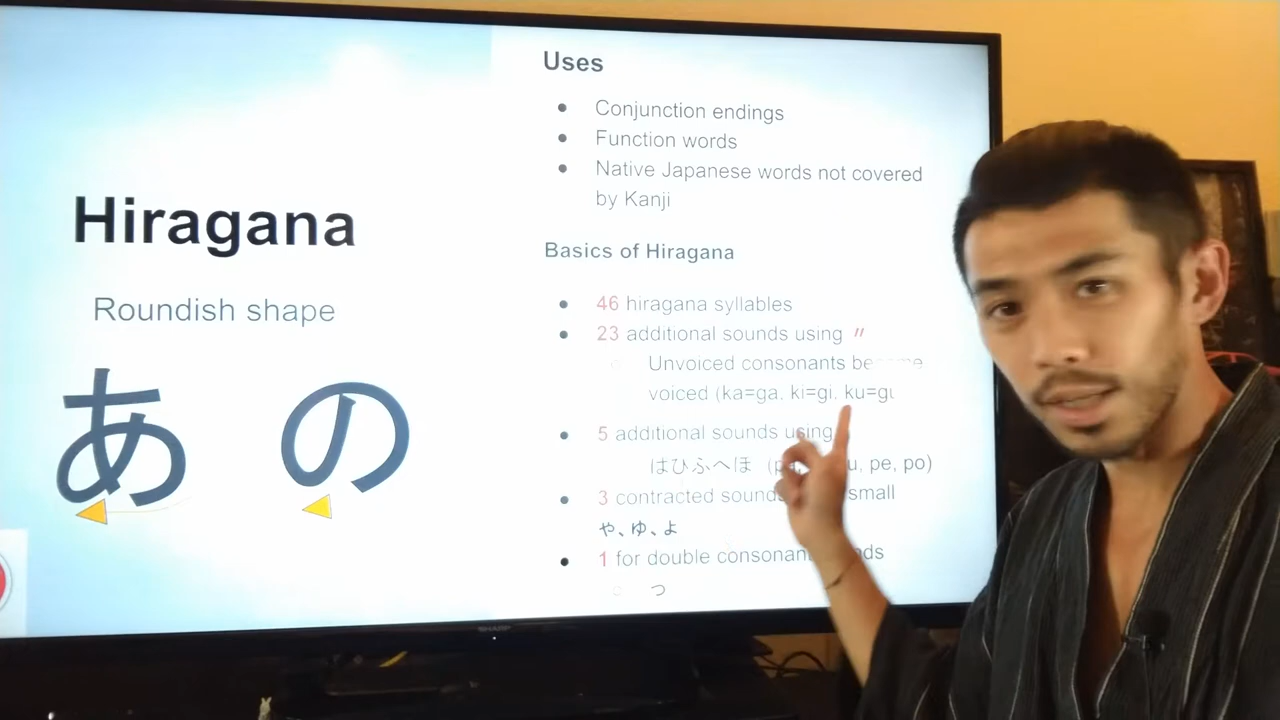 Hiragana
Roundish shape
あ の
Uses
Conjunction endings
Function words
Native Japanese words not covered
by Kanji
Basics of Hiragana
46 hiragana syllables
23 additional sounds using 〃
Unvoiced consonants
voiced (ka=ga, ki=gi, ku=
5 additional sounds using
はひふへほ pe, po)
3 contracted small
や、ゆ、よ
1 for double
っ
SHARP